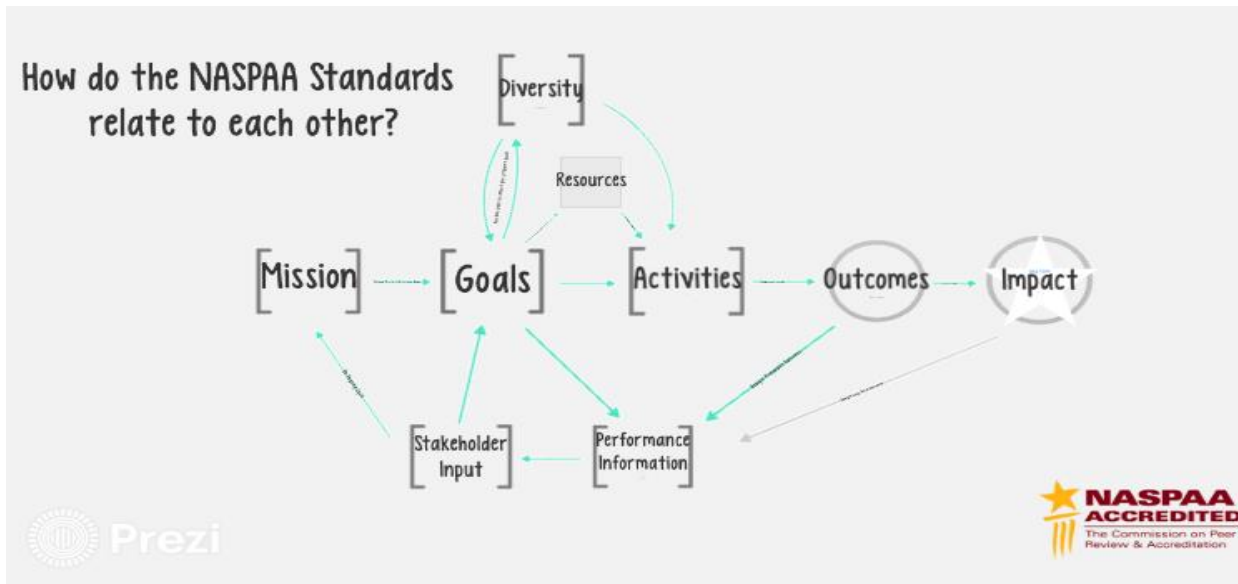 How do the NASPAA Standards
relate to each other?
Diversity
Resources
Mission
Goals
Activities
Outcomes
Impact
Stakeholder
Input
Performance
Information
Prezi
NASPAA
ACCREDITED
The Commission on Peer
Review & Accreditation